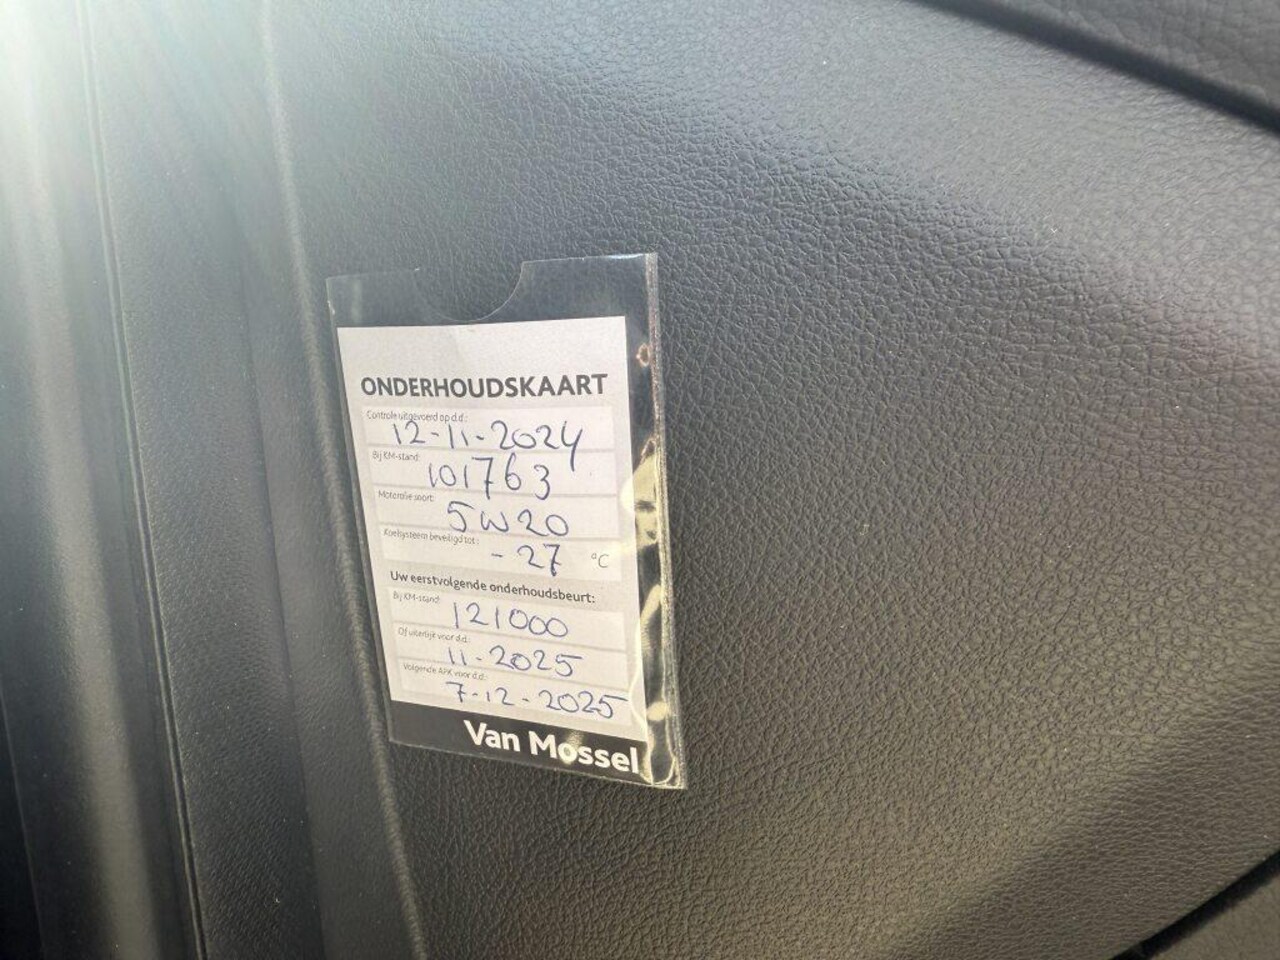 ONDERHOUDSKAART
Controle uitgevoerd op d.d.:
12-11-2024
Bij KM-stand:
101763
Motorolie soort:
5W20
Koelsysteem beveiligd tot:
-27 °C
Uw eerstvolgende onderhoudsbeurt:
Bij KM-stand:
121000
Of uiterlijk voor d.d.:
11-2025
Volgende APK voor d.d.:
7-12-2025
Van Mossel